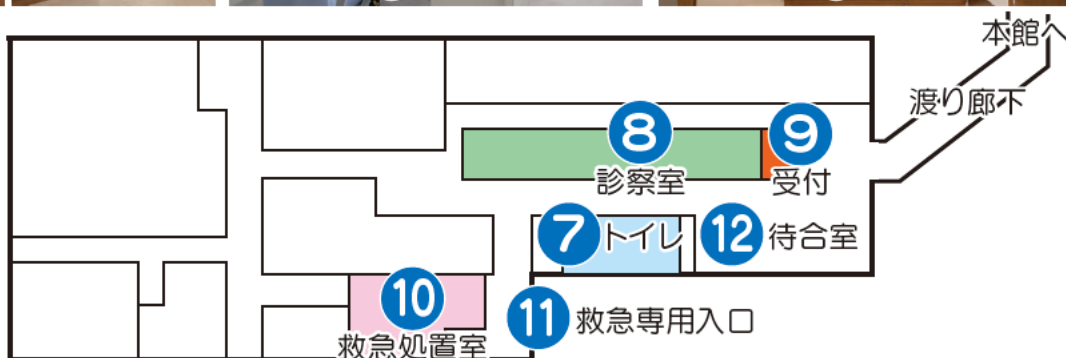 本館へ
渡り廊下
8
診察室
9
受付
7 トイレ
12 待合室
10
救急処置室
11 救急専用入口